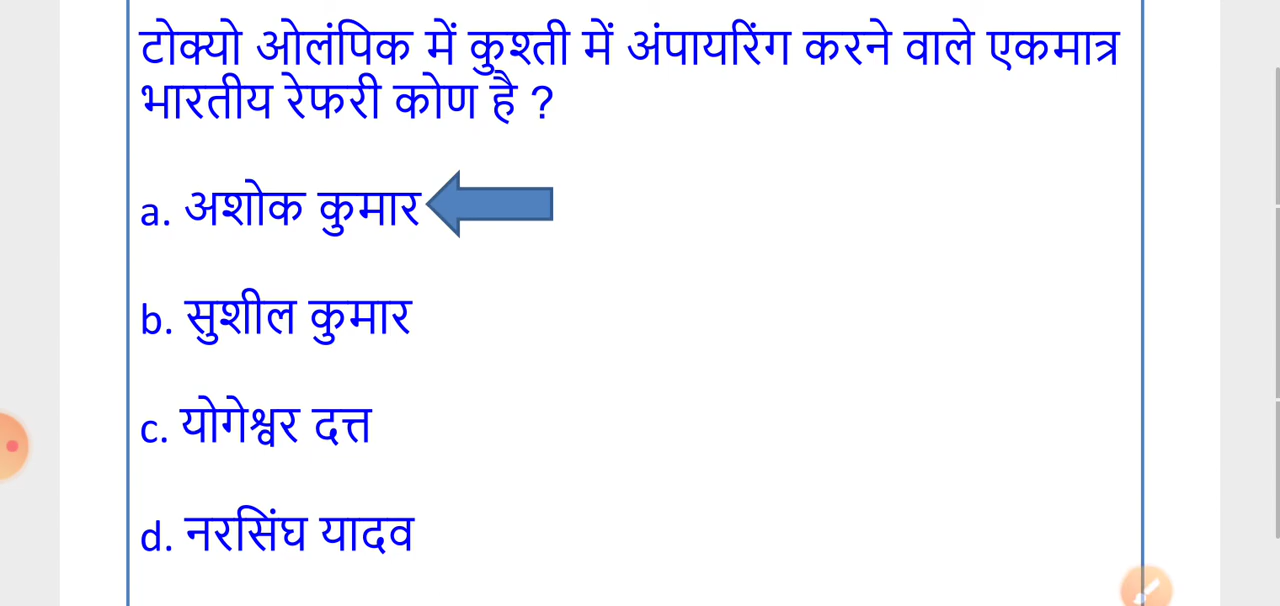 टोक्यो ओलंपिक में कुश्ती में अंपायरिंग करने वाले एकमात्र
भारतीय रेफरी कोण है ?
a. अशोक कुमार
b. सुशील कुमार
c. योगेश्वर दत्त
d. नरसिंघ यादव